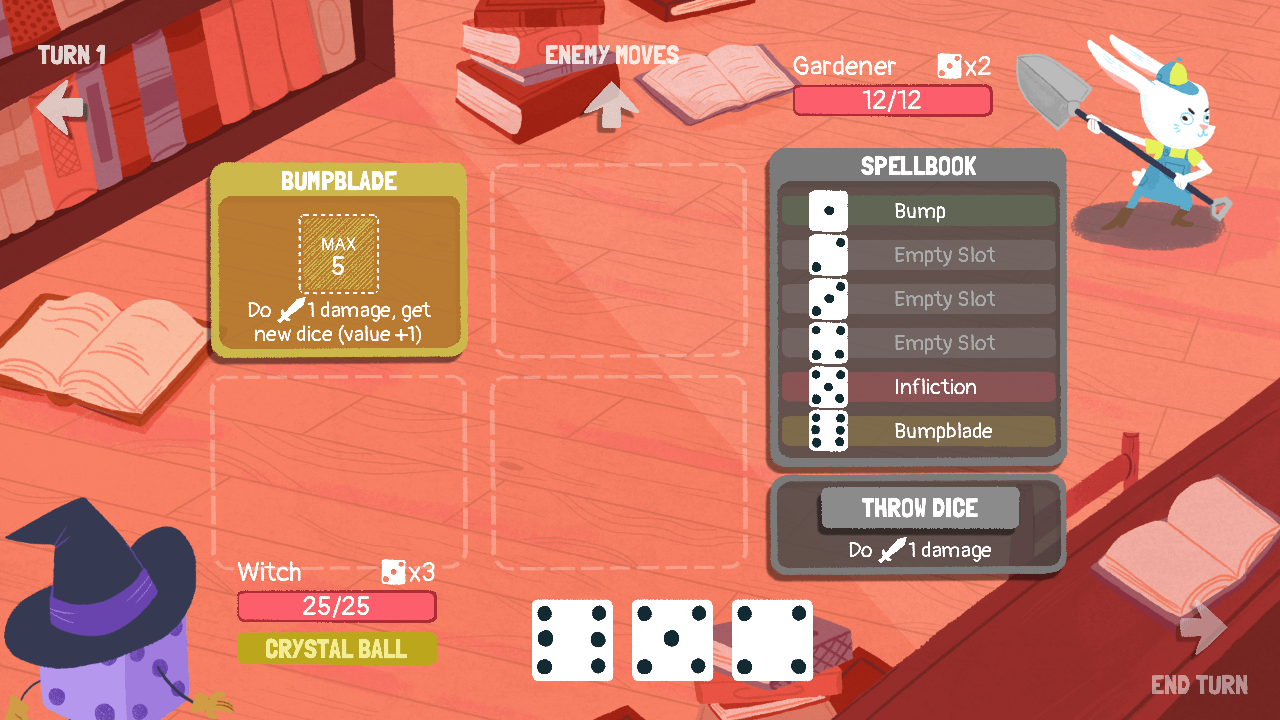 TURN 1
ENEMY MOVES
Gardener
x2
12/12
BUMPBLADE
MAX
5
Do 1 damage, get
new dice (value +1)
SPELLBOOK
Bump
Empty Slot
Empty Slot
Empty Slot
Infliction
Bumpblade
THROW DICE
Do 1 damage
Witch
x3
25/25
CRYSTAL BALL
END TURN